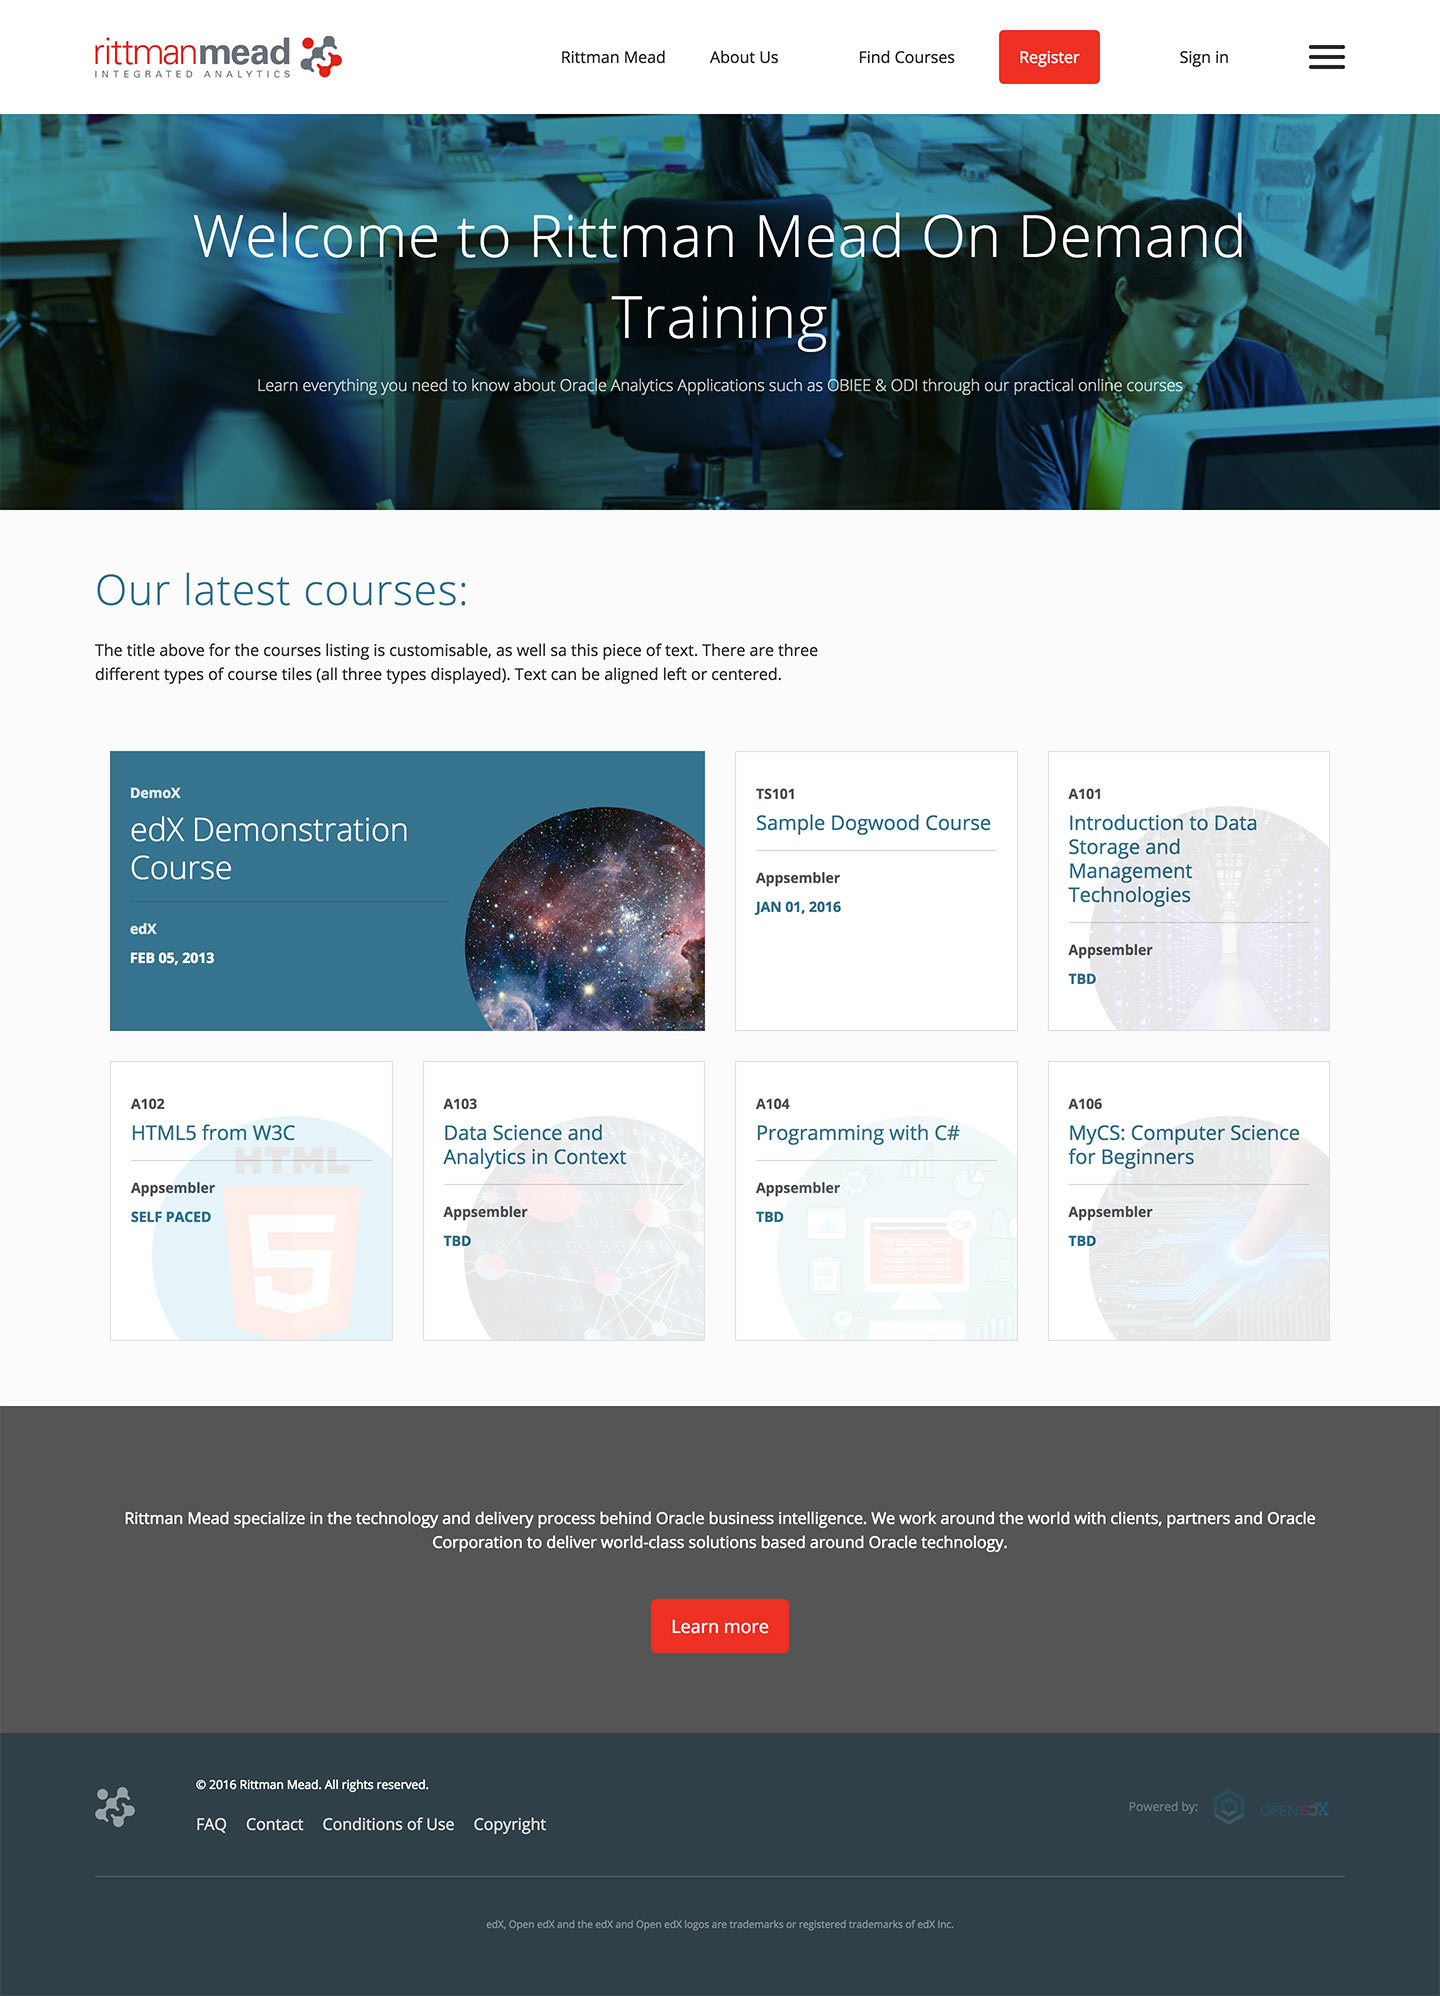 rittmanmead
INTEGRATED ANALYTICS
Rittman Mead
About Us
Find Courses
Register
Sign in
Welcome to Rittman Mead On Demand
Training
Learn everything you need to know about Oracle Analytics Applications such as OBIEE & ODI through our practical online courses
Our latest courses:
The title above for the courses listing is customisable, as well sa this piece of text. There are three
different types of course tiles (all three types displayed). Text can be aligned left or centered.
DemoX
edX Demonstration
Course
edX
FEB 05, 2013
TS101
Sample Dogwood Course
Appsembler
JAN 01, 2016
A101
Introduction to Data
Storage and
Management
Technologies
Appsembler
TBD
A102
HTML5 from W3C
HTML
Appsembler
SELF PACED
5
A103
Data Science and
Analytics in Context
Appsembler
TBD
A104
Programming with C#
Appsembler
TBD
C#
A106
MyCS: Computer Science
for Beginners
Appsembler
TBD
Rittman Mead specialize in the technology and delivery process behind Oracle business intelligence. We work around the world with clients, partners and Oracle
Corporation to deliver world-class solutions based around Oracle technology.
Learn more
© 2016 Rittman Mead. All rights reserved.
FAQ
Contact
Conditions of Use
Copyright
Powered by:
OPEN edX
edX, Open edX and the edX and Open edX logos are trademarks or registered trademarks of edX Inc.